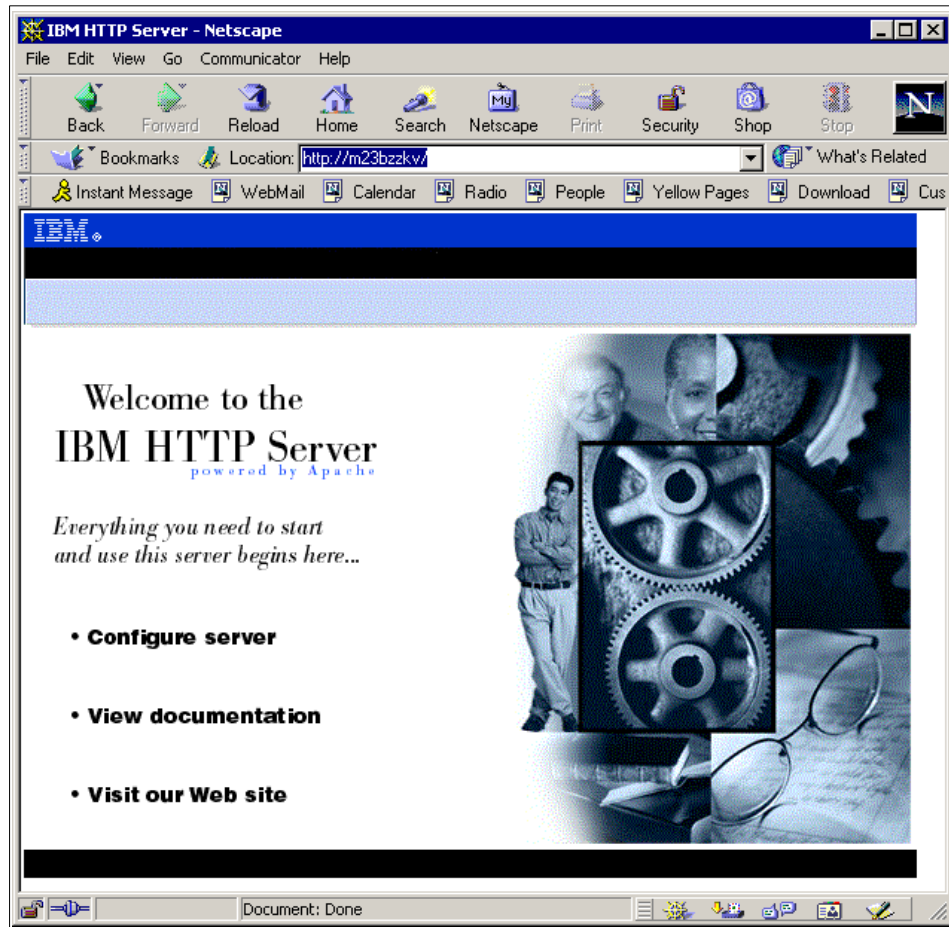 IBM HTTP Server - Netscape
File Edit View Go Communicator Help
Back Forward Reload Home Search My Netscape Print Security Shop Stop N
Bookmarks Location: http://m23bzzkv/ What's Related
Instant Message WebMail Calendar Radio People Yellow Pages Download Cus
IBM
Welcome to the
IBM HTTP Server
powered by Apache
Everything you need to start
and use this server begins here...
• Configure server
• View documentation
• Visit our Web site
Document: Done